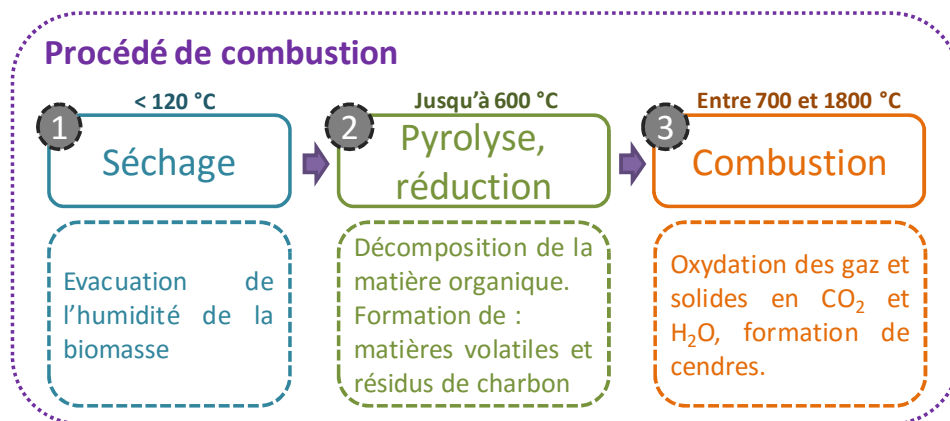 Procédé de combustion
< 120 °C
1
Séchage
Evacuation de
l’humidité de la
biomasse
Jusqu’à 600 °C
2
Pyrolyse,
réduction
Décomposition de la
matière organique.
Formation de :
matières volatiles et
résidus de charbon
Entre 700 et 1800 °C
3
Combustion
Oxydation des gaz et
solides en CO₂ et
H₂O, formation de
cendres.